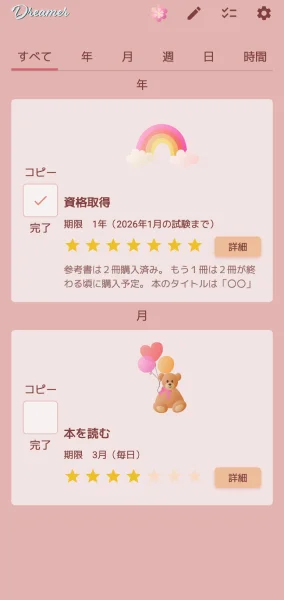 Dreamer
すべて 年 月 週 日 時間
年
コピー
完了
資格取得
期限 1年（2026年1月の試験まで）
詳細
参考書は２冊購入済み。もう１冊は２冊が終
わる頃に購入予定。本のタイトルは「〇〇」
月
コピー
完了
本を読む
期限 3月（毎日）
詳細